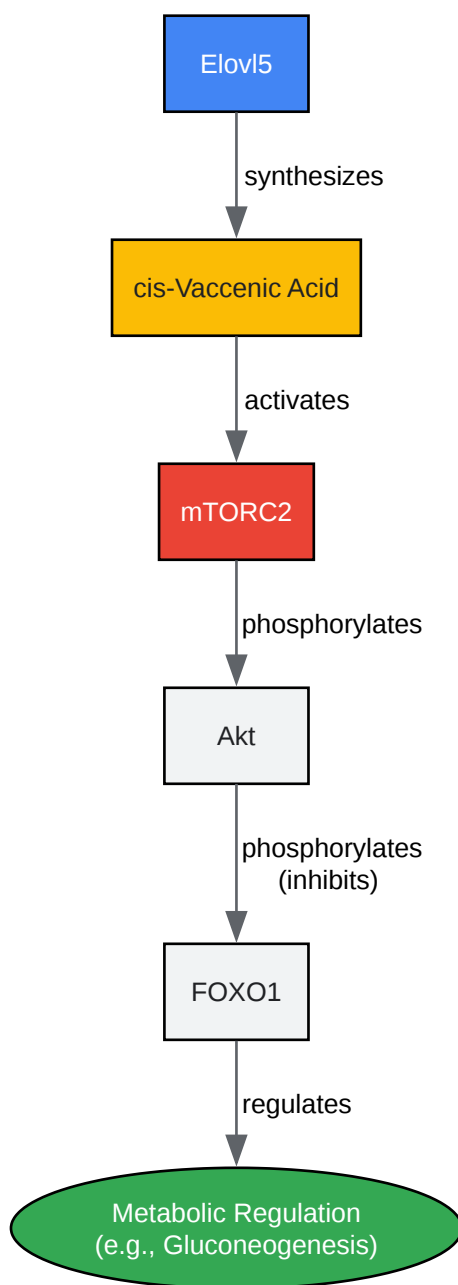 Elovl5
synthesizes
cis-Vaccenic Acid
activates
mTORC2
phosphorylates
Akt
phosphorylates
(inhibits)
FOXO1
regulates
Metabolic Regulation
(e.g., Gluconeogenesis)